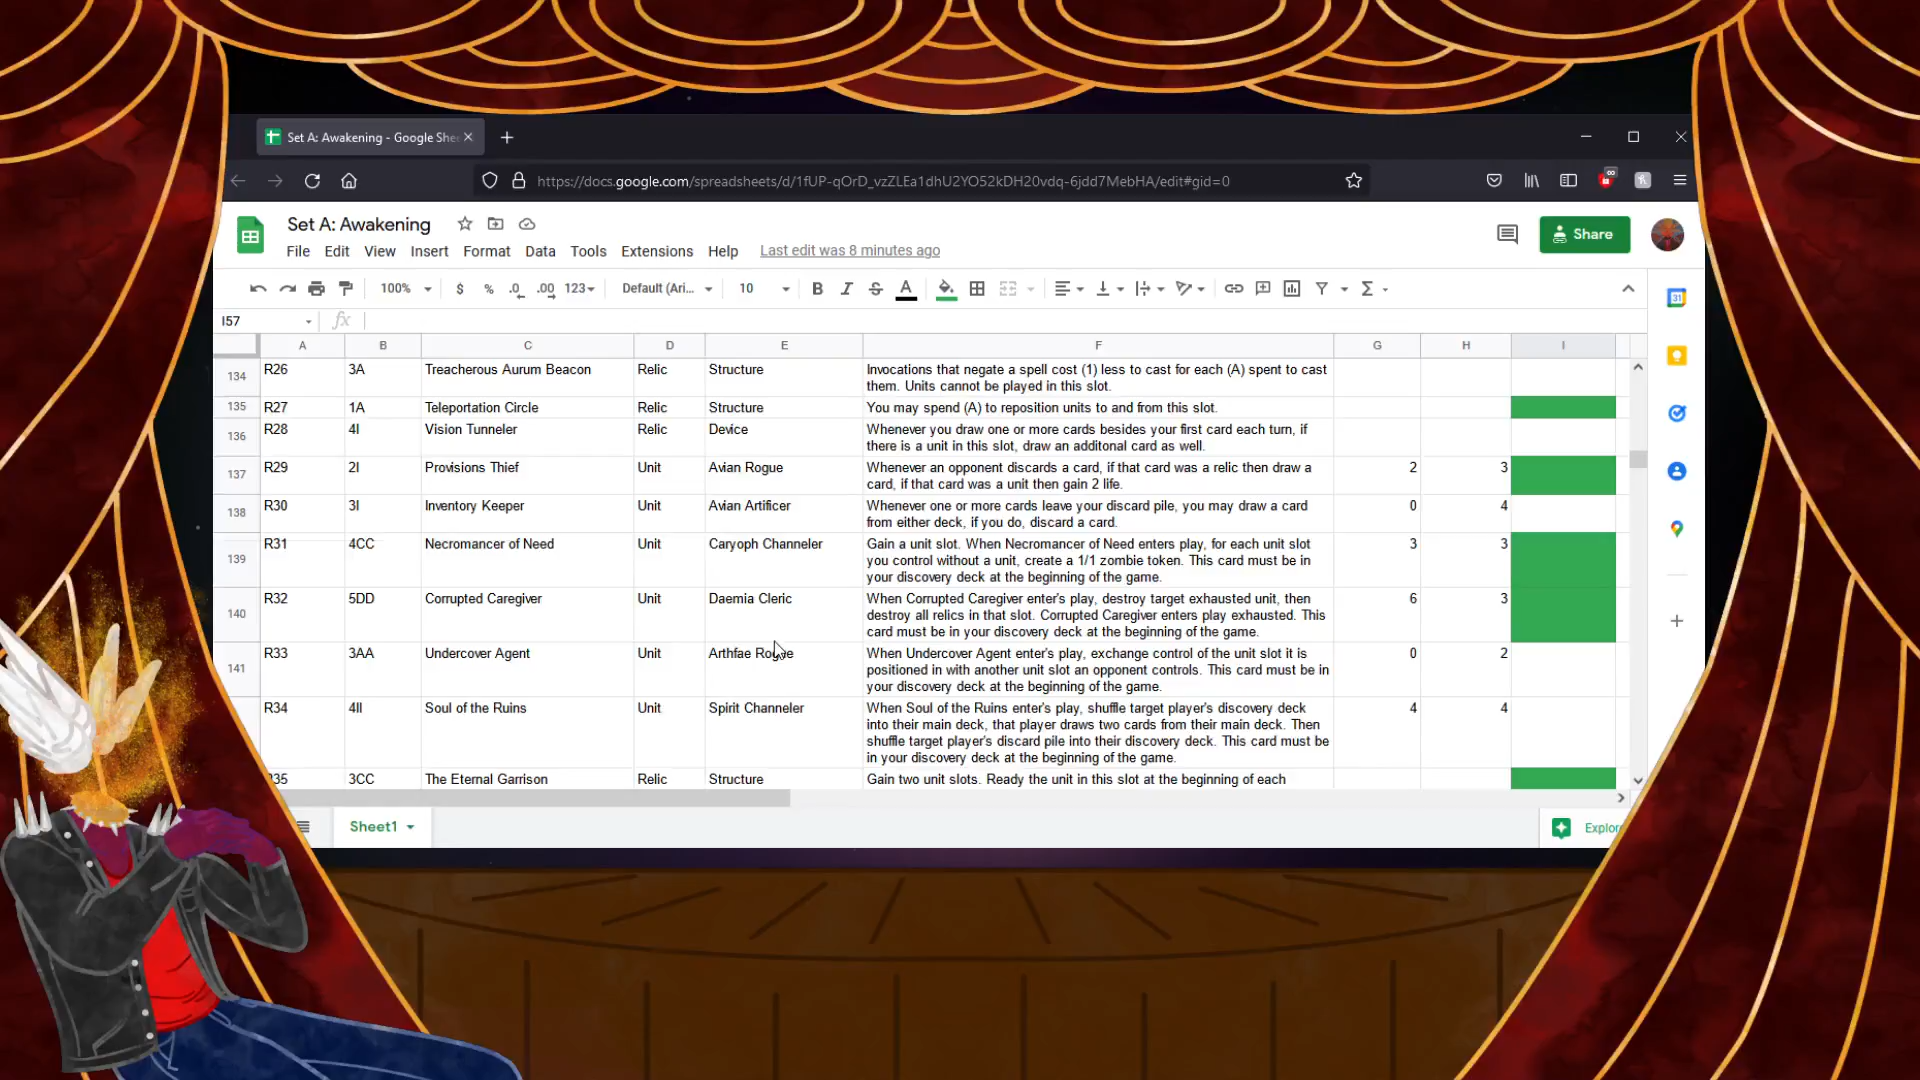 Set A: Awakening - Google She
https://docs.google.com/spreadsheets/d/1fUP-qOrD_vzZLEa1dhU2YO52kDH20vdq-6jdd7MebHA/edit#gid=0
Set A: Awakening
Share
File Edit View Insert Format Data Tools Extensions Help Last edit was 8 minutes ago
100% $ % .0 .00 123 Default (Ari... 10 B I S A
31
I57 fx
A B C D E F G H I
134 R26 3A Treacherous Aurum Beacon Relic Structure Invocations that negate a spell cost (1) less to cast for each (A) spent to cast
them. Units cannot be played in this slot.
135 R27 1A Teleportation Circle Relic Structure You may spend (A) to reposition units to and from this slot.
136 R28 4I Vision Tunneler Relic Device Whenever you draw one or more cards besides your first card each turn, if
there is a unit in this slot, draw an additonal card as well.
137 R29 2I Provisions Thief Unit Avian Rogue Whenever an opponent discards a card, if that card was a relic then draw a 2 3
card, if that card was a unit then gain 2 life.
138 R30 3I Inventory Keeper Unit Avian Artificer Whenever one or more cards leave your discard pile, you may draw a card 0 4
from either deck, if you do, discard a card.
139 R31 4CC Necromancer of Need Unit Caryoph Channeler Gain a unit slot. When Necromancer of Need enters play, for each unit slot 3 3
you control without a unit, create a 1/1 zombie token. This card must be in
your discovery deck at the beginning of the game.
140 R32 5DD Corrupted Caregiver Unit Daemia Cleric When Corrupted Caregiver enter's play, destroy target exhausted unit, then 6 3
destroy all relics in that slot. Corrupted Caregiver enters play exhausted. This
card must be in your discovery deck at the beginning of the game.
141 R33 3AA Undercover Agent Unit Arthfae Rogue When Undercover Agent enter's play, exchange control of the unit slot it is 0 2
positioned in with another unit slot an opponent controls. This card must be in
your discovery deck at the beginning of the game.
R34 4II Soul of the Ruins Unit Spirit Channeler When Soul of the Ruins enter's play, shuffle target player's discovery deck 4 4
into their main deck, that player draws two cards from their main deck. Then
shuffle target player's discard pile into their discovery deck. This card must be
in your discovery deck at the beginning of the game.
R35 3CC The Eternal Garrison Relic Structure Gain two unit slots. Ready the unit in this slot at the beginning of each
Sheet1
Explor